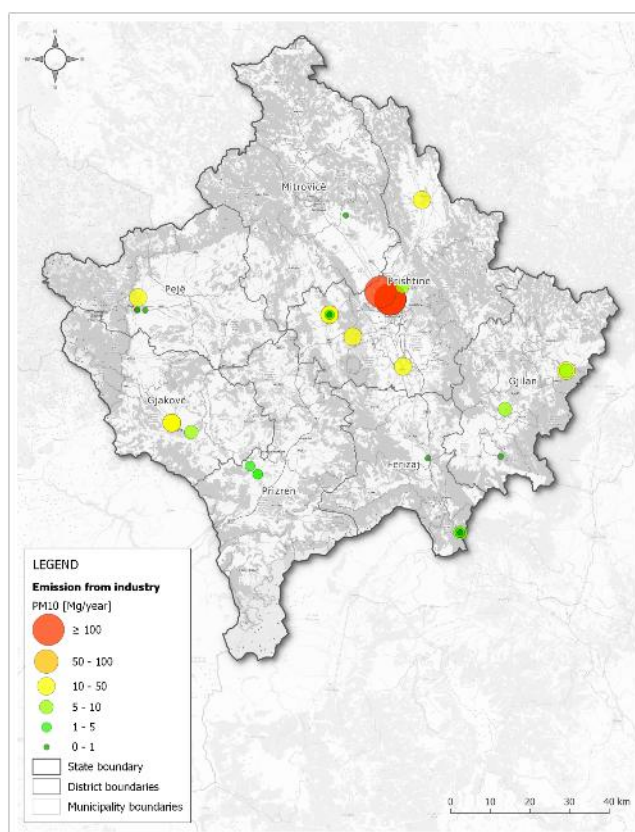 N
Mitrovicë
Prishtinë
Pejë
Gjilan
Gjakovë
Ferizaj
Prizren
LEGEND
Emission from industry
PM10 [Mg/year]
≥ 100
50 - 100
10 - 50
5 - 10
1 - 5
0 - 1
State boundary
District boundaries
Municipality boundaries
0 10 20 30 40 km